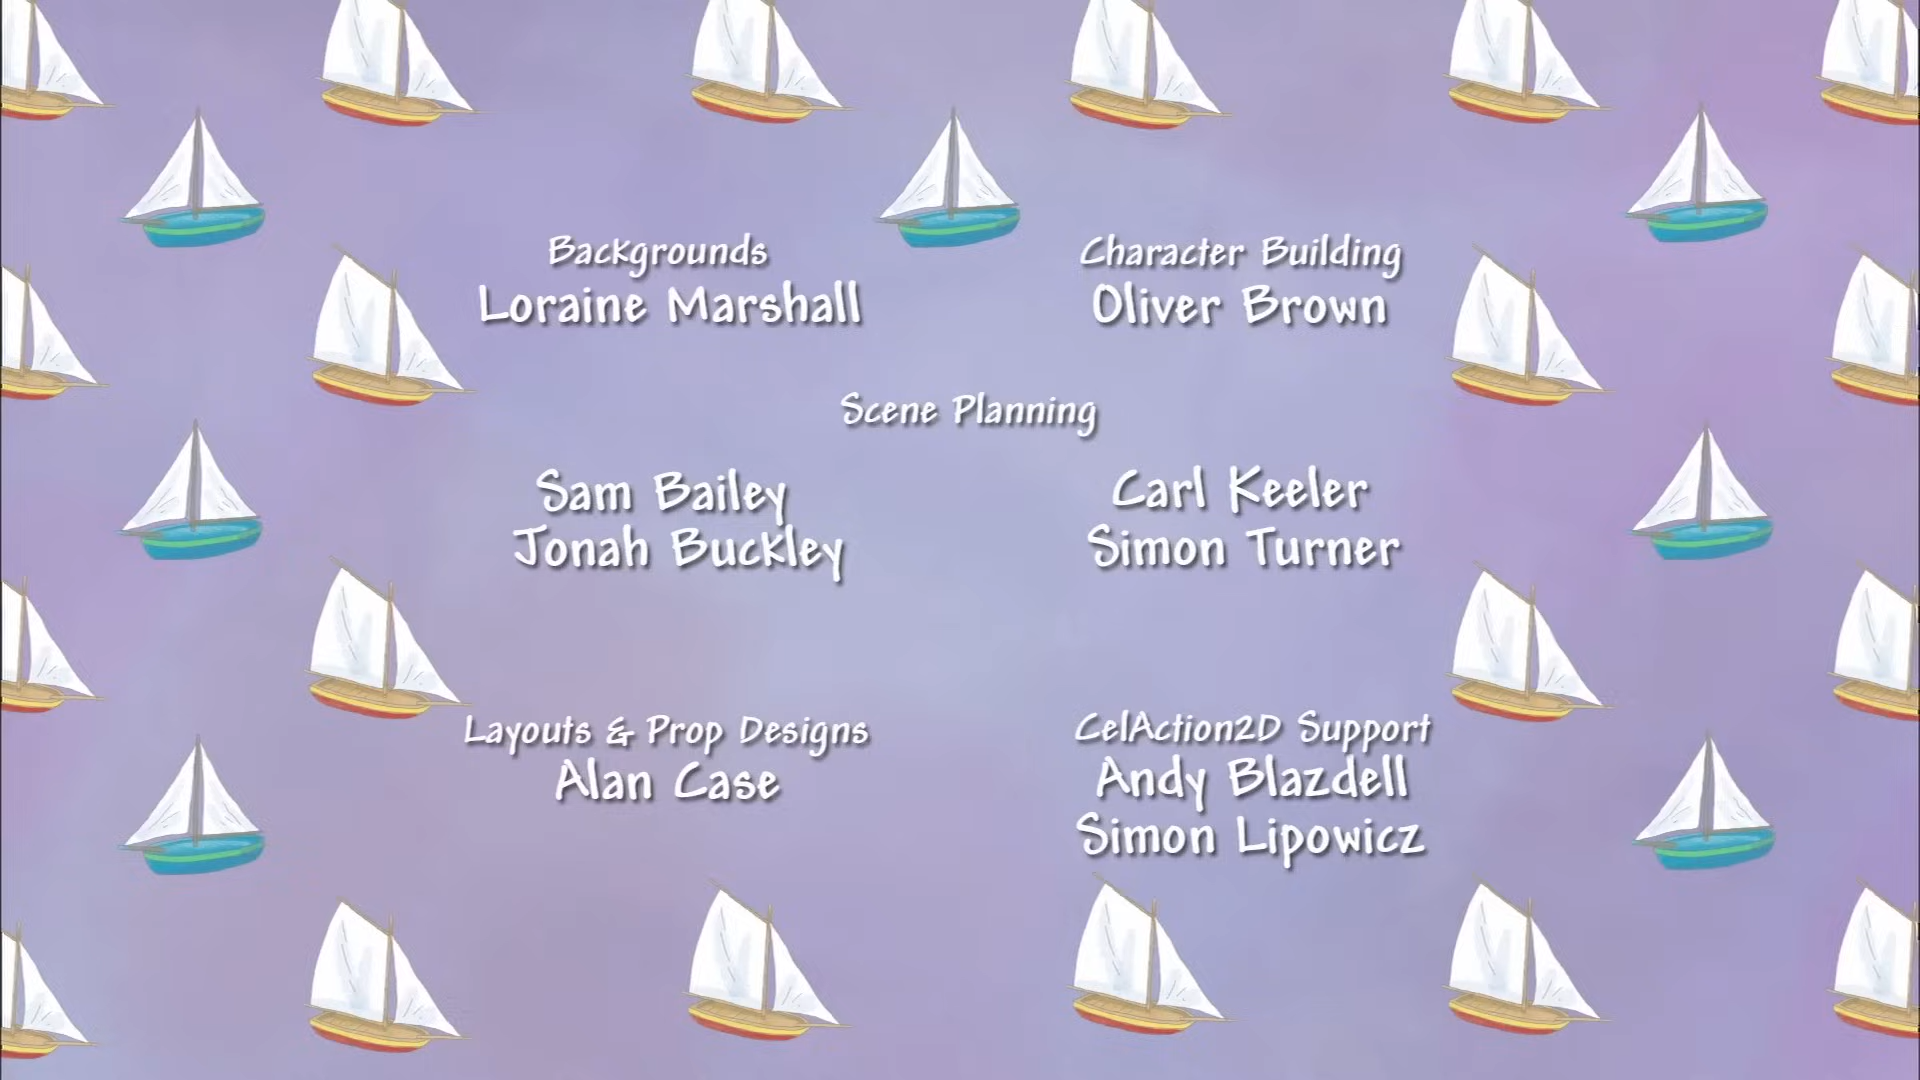 Backgrounds
Loraine Marshall
Character Building
Oliver Brown
Scene Planning
Sam Bailey
Jonah Buckley
Carl Keeler
Simon Turner
Layouts & Prop Designs
Alan Case
CelAction2D Support
Andy Blazdell
Simon Lipowicz